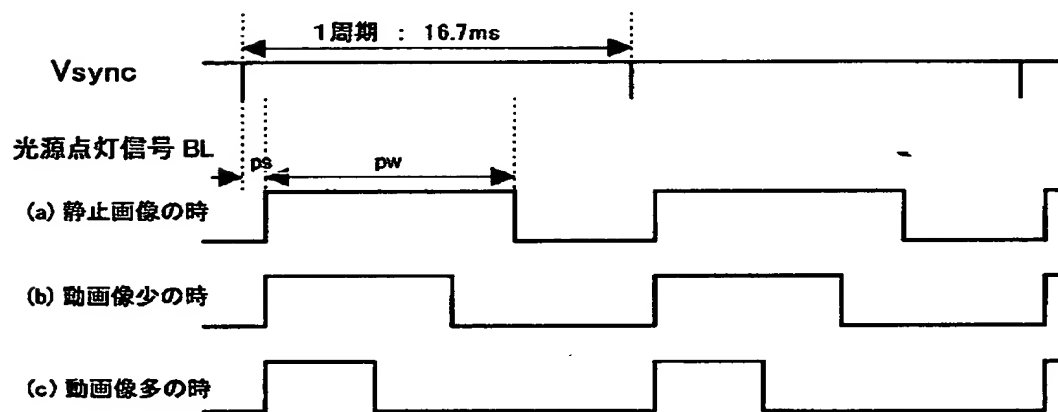 1周期 : 16.7ms
Vsync
光源点灯信号 BL
ps
pw
(a) 静止画像の時
(b) 動画像少の時
(c) 動画像多の時